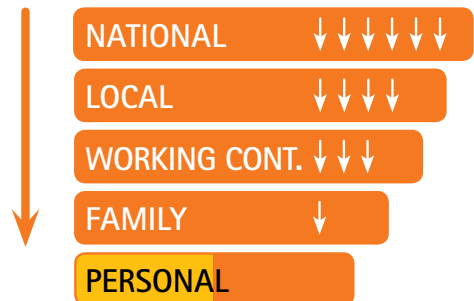 NATIONAL
LOCAL
WORKING CONT.
FAMILY
PERSONAL